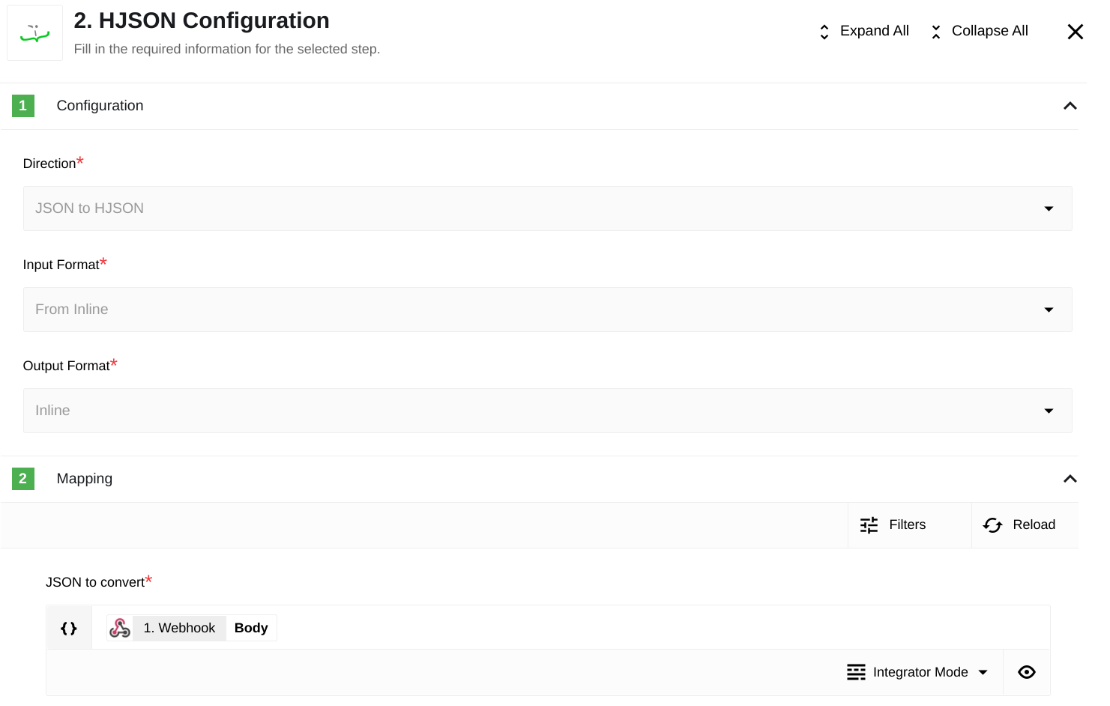 2. HJSON Configuration
Fill in the required information for the selected step.
Expand All
Collapse All
1 Configuration
Direction*
JSON to HJSON
Input Format*
From Inline
Output Format*
Inline
2 Mapping
Filters
Reload
JSON to convert*
{} 1. Webhook Body
Integrator Mode